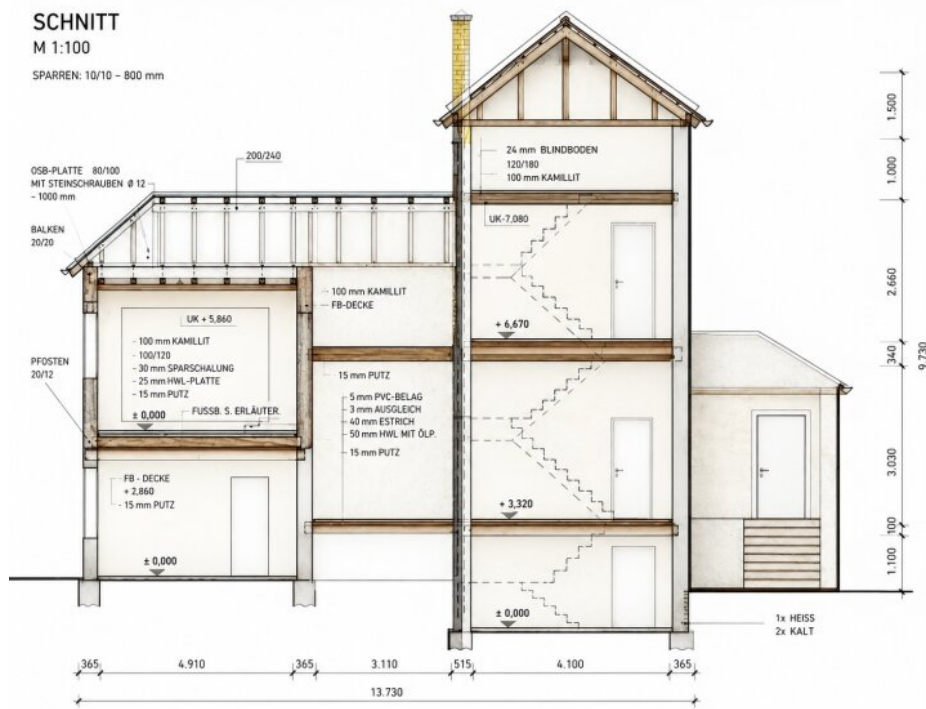 SCHNITT
M 1:100
SPARREN: 10/10 – 800 mm
OSB-PLATTE 80/100
MIT STEINSCHRAUBEN Ø 12
~ 1000 mm
BALKEN
20/20
PFOSTEN
20/12
200/240
UK + 5,860
- 100 mm KAMILLIT
- 100/120
- 30 mm SPARSCHALUNG
- 25 mm HWL-PLATTE
- 15 mm PUTZ
± 0,000
FUSSB. S. ERLÄUTER.
FB - DECKE
+ 2,860
- 15 mm PUTZ
± 0,000
- 100 mm KAMILLIT
- FB-DECKE
15 mm PUTZ
5 mm PVC-BELAG
3 mm AUSGLEICH
40 mm ESTRICH
50 mm HWL MIT ÖLP.
15 mm PUTZ
24 mm BLINDBODEN
120/180
100 mm KAMILLIT
UK-7,080
+ 6,670
+ 3,320
± 0,000
1x HEISS
2x KALT
1.500
1.000
2.660
340
3.030
100
1.100
9.730
365
4.910
365
3.110
515
4.100
365
13.730